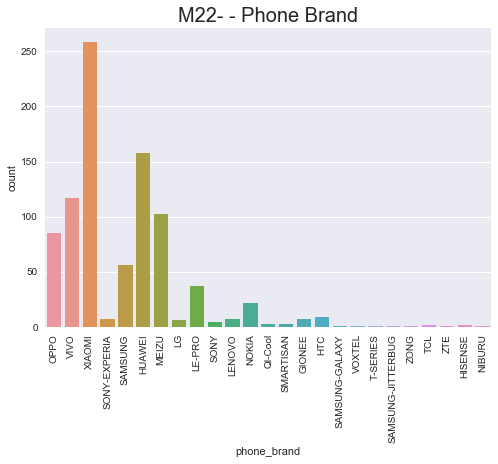 M22- - Phone Brand
count
250
200
150
100
50
0
OPPO
VIVO
XIAOMI
SONY-EXPERIA
SAMSUNG
HUAWEI
MEIZU
LG
LE-PRO
SONY
LENOVO
NOKIA
QI-Cool
SMARTISAN
GIONEE
HTC
SAMSUNG-GALAXY
VOXTEL
T-SERIES
SAMSUNG-JITTERBUG
ZONG
TCL
ZTE
HISENSE
NIBURU
phone_brand